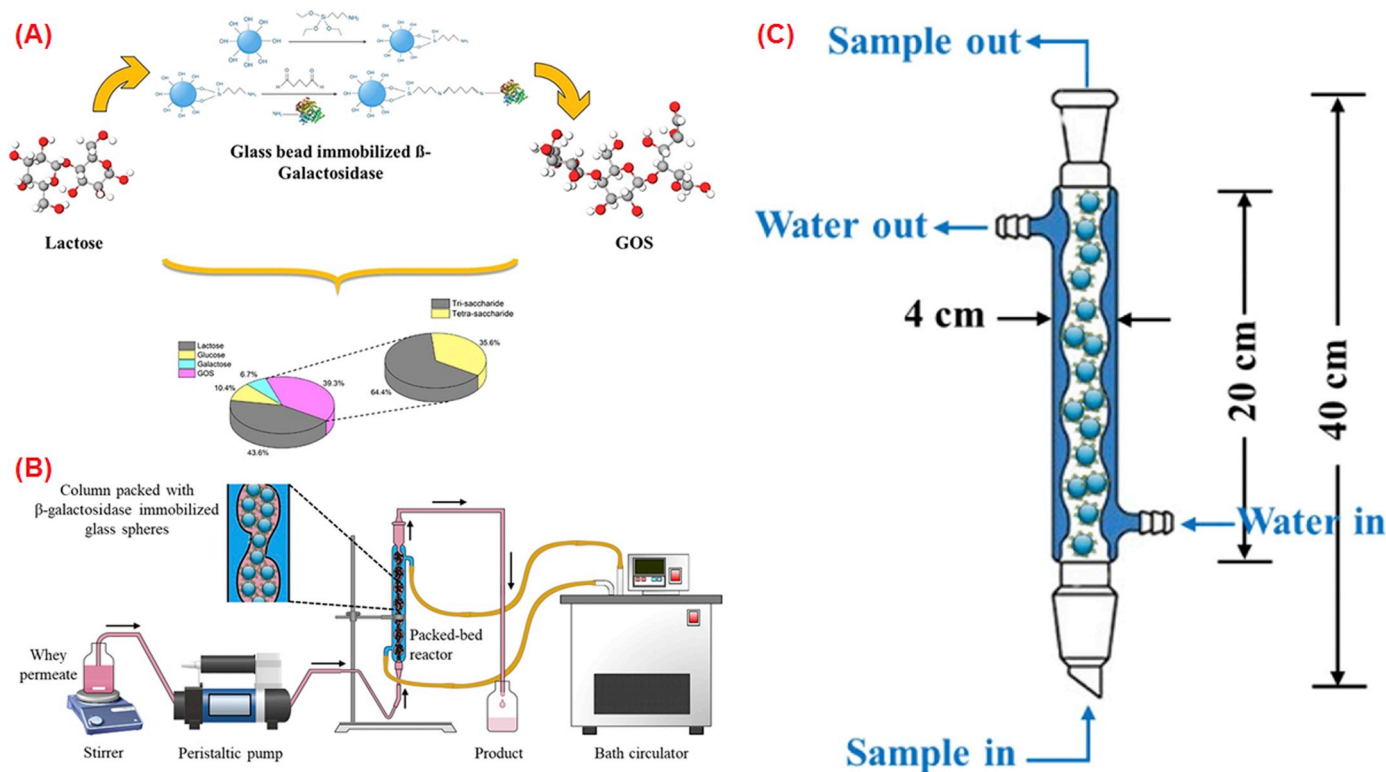 (A)
OH
Glass bead immobilized ß-
Galactosidase
Lactose
GOS
Tri-saccharide
Tetra-saccharide
35.6%
64.4%
Lactose
Glucose
Galactose
GOS
6.7%
10.4%
39.3%
43.6%
(B)
Column packed with
β-galactosidase immobilized
glass spheres
Whey
permeate
Stirrer
Peristaltic pump
Packed-bed
reactor
Product
Bath circulator
(C)
Sample out
Water out
4 cm
20 cm
40 cm
Water in
Sample in